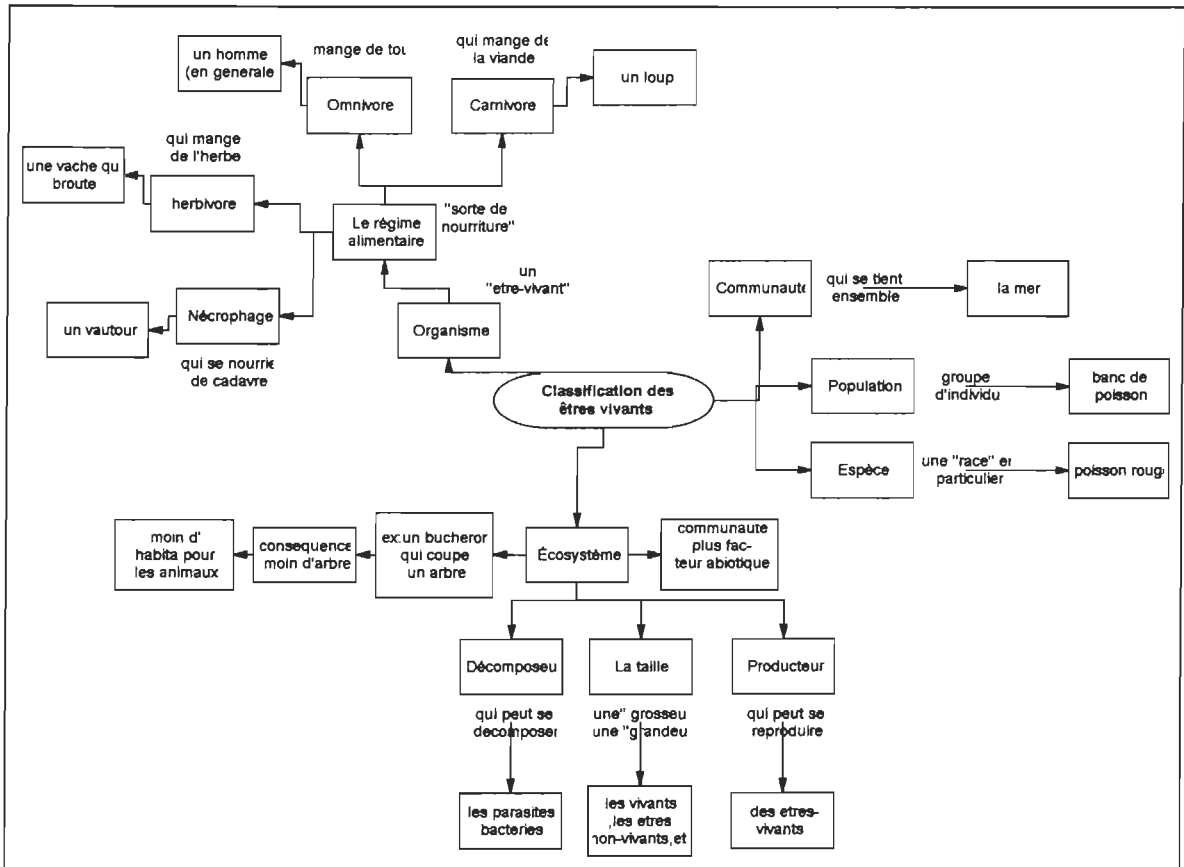 un homme
(en generale
mange de tou
qui mange de
la viande
un loup
Omnivore
Carnivore
qui mange
de l'herbe
une vache qu
broute
herbivore
Le régime
alimentaire
"sorte de
nourriture"
un
"etre-vivant"
Communauté
qui se tient
ensemble
la mer
un vautour
Nécrophage
Organisme
qui se nourrie
de cadavre
Classification des
êtres vivants
Population
groupe
d'individu
banc de
poisson
Espèce
une "race" en
particulier
poisson roug
moin d'
habita pour
les animaux
consequence
moin d'arbre
ex:un bucheror
qui coupe
un arbre
Écosystème
communaute
plus fac-
teur abiotique
Décomposeu
La taille
Producteur
qui peut se
decomposer
une" grosseu
une "grandeu
qui peut se
reproduire
les parasites
bacteries
les vivants
,les etres
non-vivants,et
des etres-
vivants